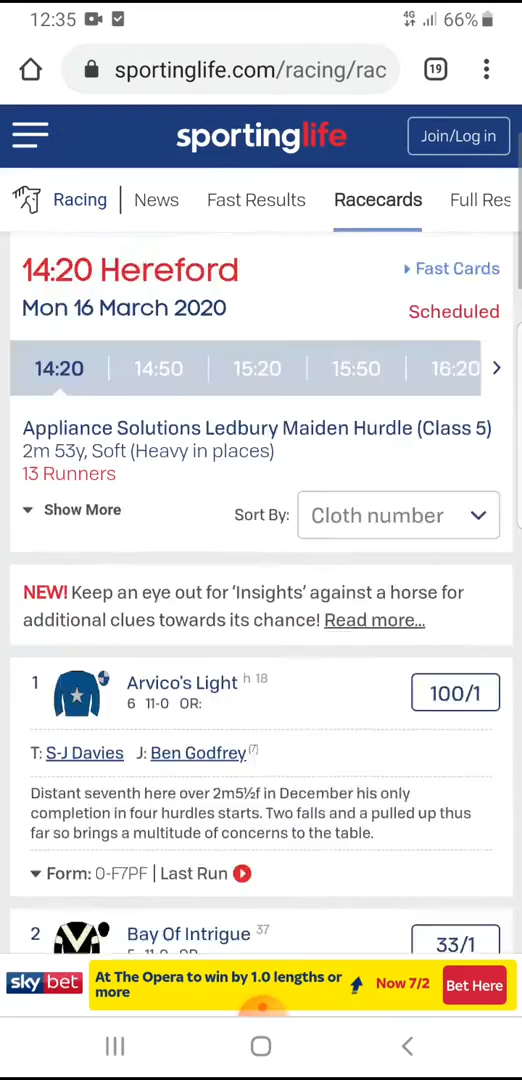 12:35 4G 66%
sportinglife.com/racing/rac 19
sportinglife Join/Log in
Racing News Fast Results Racecards Full Res
14:20 Hereford Fast Cards
Mon 16 March 2020 Scheduled
14:20 14:50 15:20 15:50 16:20
Appliance Solutions Ledbury Maiden Hurdle (Class 5)
2m 53y, Soft (Heavy in places)
13 Runners
Show More Sort By: Cloth number
NEW! Keep an eye out for 'Insights' against a horse for
additional clues towards its chance! Read more...
1 Arvico's Light h 18 100/1
6 11-0 OR:
T: S-J Davies J: Ben Godfrey (7)
Distant seventh here over 2m5½f in December his only
completion in four hurdles starts. Two falls and a pulled up thus
far so brings a multitude of concerns to the table.
Form: 0-F7PF | Last Run
2 Bay Of Intrigue 37 33/1
sky bet At The Opera to win by 1.0 lengths or
more Now 7/2 Bet Here